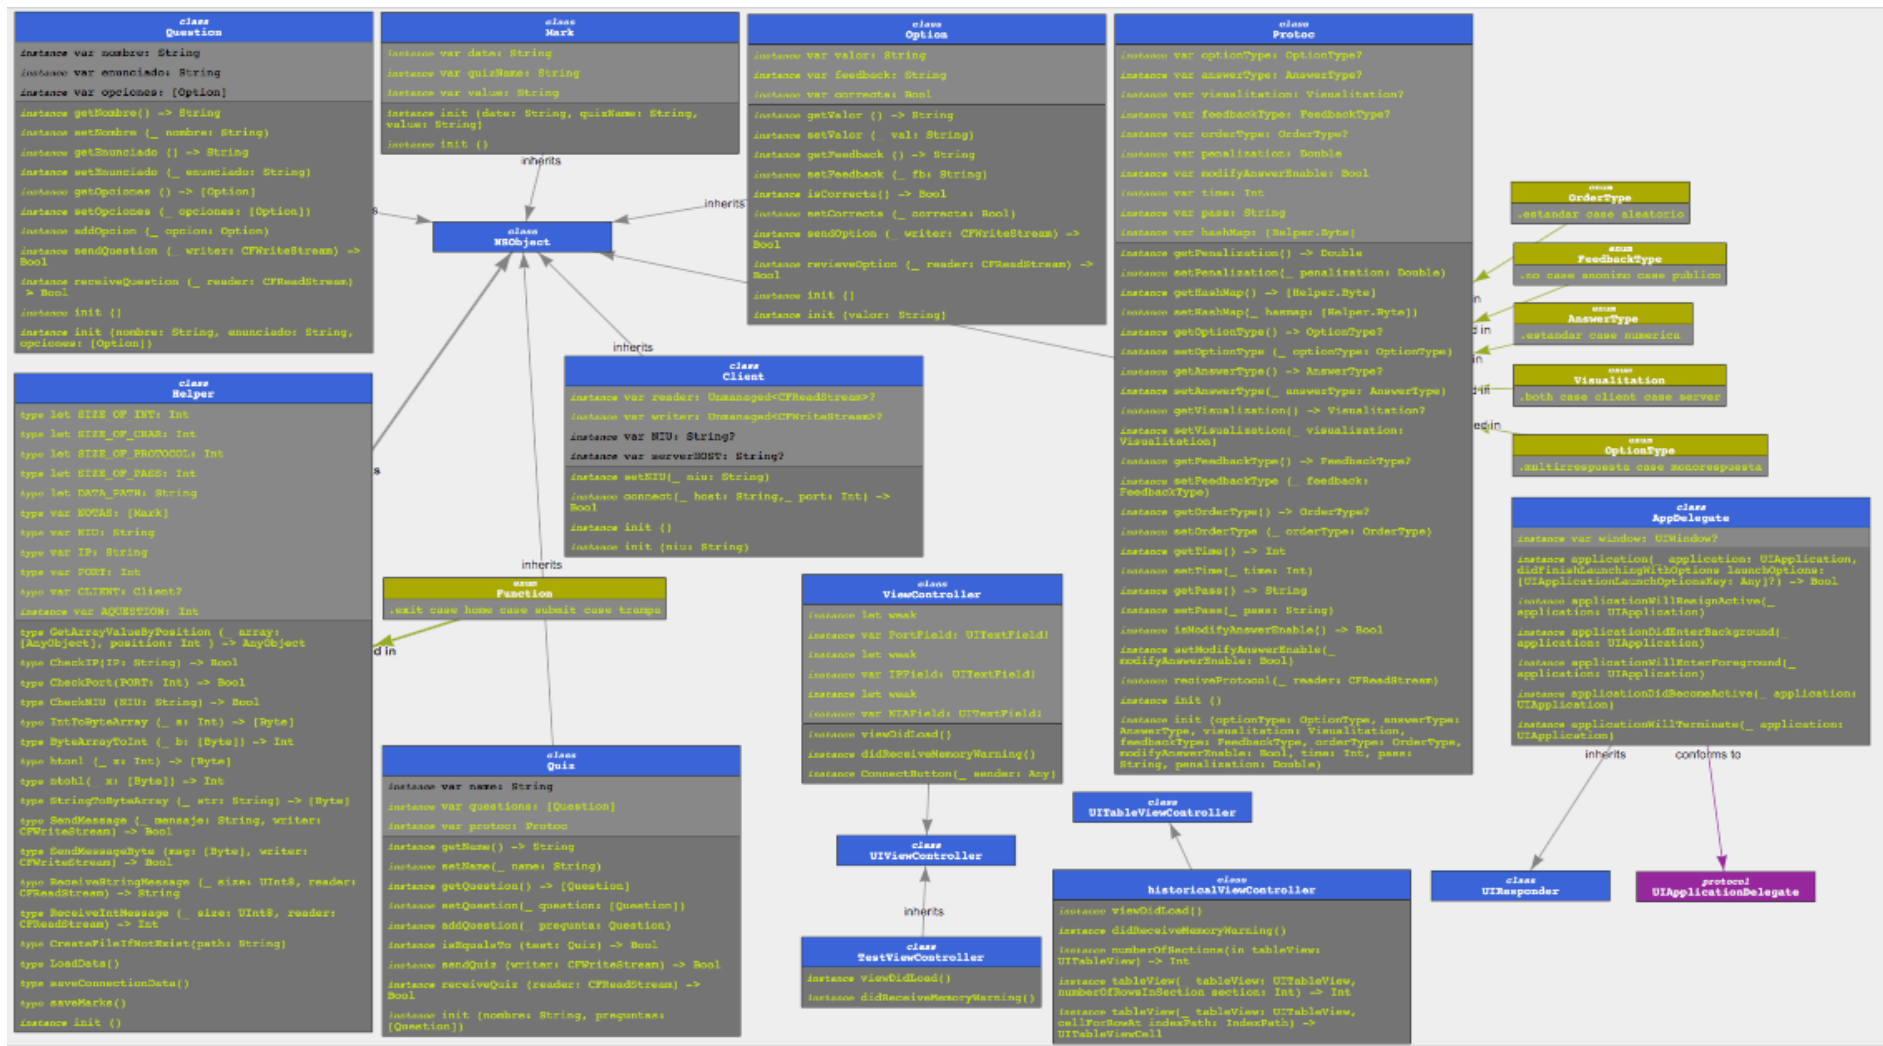 class
Question
instance var nombre: String
instance var enunciado: String
instance var opciones: [Option]
instance getNombre() -> String
instance setNombre (_ nombre: String)
instance getEnunciado () -> String
instance setEnunciado (_ enunciado: String)
instance getOpciones () -> [Option]
instance setOpciones (_ opciones: [Option])
instance addOpcion (_ opcion: Option)
instance sendQuestion (_ writer: CFWriteStream) ->
Bool
instance receiveQuestion (_ reader: CFReadStream)
> Bool
instance init ()
instance init (nombre: String, enunciado: String,
opciones: [Option])
class
Mark
instance var date: String
instance var quizName: String
instance var value: String
instance init (date: String, quizName: String,
value: String)
instance init ()
inherits
class
Option
instance var valor: String
instance var feedback: String
instance var correcta: Bool
instance getValor () -> String
instance setValor (_ val: String)
instance getFeedback () -> String
instance setFeedback (_ fb: String)
instance isCorrecta() -> Bool
instance setCorrecta (_ correcta: Bool)
instance sendOption (_ writer: CFWriteStream) ->
Bool
instance revieveOption (_ reader: CFReadStream) ->
Bool
instance init ()
instance init (valor: String)
class
Protoc
instance var optionType: OptionType?
instance var answerType: AnswerType?
instance var visualitation: Visualitation?
instance var feedbackType: FeedbackType?
instance var orderType: OrderType?
instance var penalization: Double
instance var modifyAnswerEnable: Bool
instance var time: Int
instance var pass: String
instance var hashMap: [Helper.Byte]
instance getPenalization() -> Double
instance setPenalization(_ penalization: Double)
instance getHashMap() -> [Helper.Byte]
instance setHashMap(_ hasmap: [Helper.Byte])
instance getOptionType() -> OptionType?
instance setOptionType (_ optionType: OptionType)
instance getAnswerType() -> AnswerType?
instance setAnswerType(_ answerType: AnswerType)
instance getVisualization() -> Visualitation?
instance setVisualization(_ visualization:
Visualitation)
instance getFeedbackType() -> FeedbackType?
instance setFeedbackType (_ feedback:
FeedbackType)
instance getOrderType() -> OrderType?
instance setOrderType (_ orderType: OrderType)
instance getTime() -> Int
instance setTime(_ time: Int)
instance getPass() -> String
instance setPass(_ pass: String)
instance isModifyAnswerEnable() -> Bool
instance setModifyAnswerEnable(_
modifyAnswerEnable: Bool)
instance reciveProtocol(_ reader: CFReadStream)
instance init ()
instance init (optionType: OptionType, answerType:
AnswerType, visualitation: Visualitation,
feedbackType: FeedbackType, orderType: OrderType,
modifyAnswerEnable: Bool, time: Int, pass:
String, penalization: Double)
enum
OrderType
.estandar case aleatorio
enum
FeedbackType
.no case anonimo case publico
enum
AnswerType
.estandar case numerica
enum
Visualitation
.both case client case server
enum
OptionType
.multirrespuesta case monorespuesta
n
d in
in
d in
ed in
s
inherits
class
NSObject
inherits
class
Client
instance var reader: Unmanaged<CFReadStream>?
instance var writer: Unmanaged<CFWriteStream>?
instance var NIU: String?
instance var serverHOST: String?
instance setNIU(_ niu: String)
instance connect(_ host: String,_ port: Int) ->
Bool
instance init ()
instance init (niu: String)
class
Helper
type let SIZE_OF_INT: Int
type let SIZE_OF_CHAR: Int
type let SIZE_OF_PROTOCOL: Int
type let SIZE_OF_PASS: Int
type let DATA_PATH: String
type var NOTAS: [Mark]
type var NIU: String
type var IP: String
type var PORT: Int
type var CLIENT: Client?
instance var AQUESTION: Int
type GetArrayValueByPosition (_ array:
[AnyObject], position: Int ) -> AnyObject
type CheckIP(IP: String) -> Bool
type CheckPort(PORT: Int) -> Bool
type CheckNIU (NIU: String) -> Bool
type IntToByteArray (_ a: Int) -> [Byte]
type ByteArrayToInt (_ b: [Byte]) -> Int
type htonl (_ x: Int) -> [Byte]
type ntohl(_ x: [Byte]) -> Int
type StringToByteArray (_ str: String) -> [Byte]
type SendMessage (_ mensaje: String, writer:
CFWriteStream) -> Bool
type SendMessageByte (msg: [Byte], writer:
CFWriteStream) -> Bool
type ReceiveStringMessage (_ size: UInt8, reader:
CFReadStream) -> String
type ReceiveIntMessage (_ size: UInt8, reader:
CFReadStream) -> Int
type CreateFileIfNotExist(path: String)
type LoadData()
type saveConnectionData()
type saveMarks()
instance init ()
s
inherits
enum
Function
.exit case home case submit case trampa
d in
class
Quiz
instance var name: String
instance var questions: [Question]
instance var protoc: Protoc
instance getName() -> String
instance setName(_ name: String)
instance getQuestion() -> [Question]
instance setQuestion(_ question: [Question])
instance addQuestion(_ pregunta: Question)
instance isEqualsTo (test: Quiz) -> Bool
instance sendQuiz (writer: CFWriteStream) -> Bool
instance receiveQuiz (reader: CFReadStream) ->
Bool
instance init (nombre: String, preguntas:
[Question])
class
ViewController
instance let weak
instance var PortField: UITextField!
instance let weak
instance var IPField: UITextField!
instance let weak
instance var NIAField: UITextField!
instance viewDidLoad()
instance didReceiveMemoryWarning()
instance ConnectButton(_ sender: Any)
class
UIViewController
inherits
class
TestViewController
instance viewDidLoad()
instance didReceiveMemoryWarning()
class
UITableViewController
class
historicalViewController
instance viewDidLoad()
instance didReceiveMemoryWarning()
instance numberOfSections(in tableView:
UITableView) -> Int
instance tableView(_ tableView: UITableView,
numberOfRowsInSection section: Int) -> Int
instance tableView(_ tableView: UITableView,
cellForRowAt indexPath: IndexPath) ->
UITableViewCell
class
AppDelegate
instance var window: UIWindow?
instance application(_ application: UIApplication,
didFinishLaunchingWithOptions launchOptions:
[UIApplicationLaunchOptionsKey: Any]?) -> Bool
instance applicationWillResignActive(_
application: UIApplication)
instance applicationDidEnterBackground(_
application: UIApplication)
instance applicationWillEnterForeground(_
application: UIApplication)
instance applicationDidBecomeActive(_ application:
UIApplication)
instance applicationWillTerminate(_ application:
UIApplication)
inherits
conforms to
class
UIResponder
protocol
UIApplicationDelegate